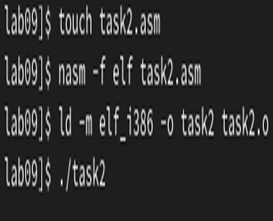 lab09]$ touch task2.asm
lab09]$ nasm -f elf task2.asm
lab09]$ ld -m elf_i386 -o task2 task2.o
lab09]$ ./task2